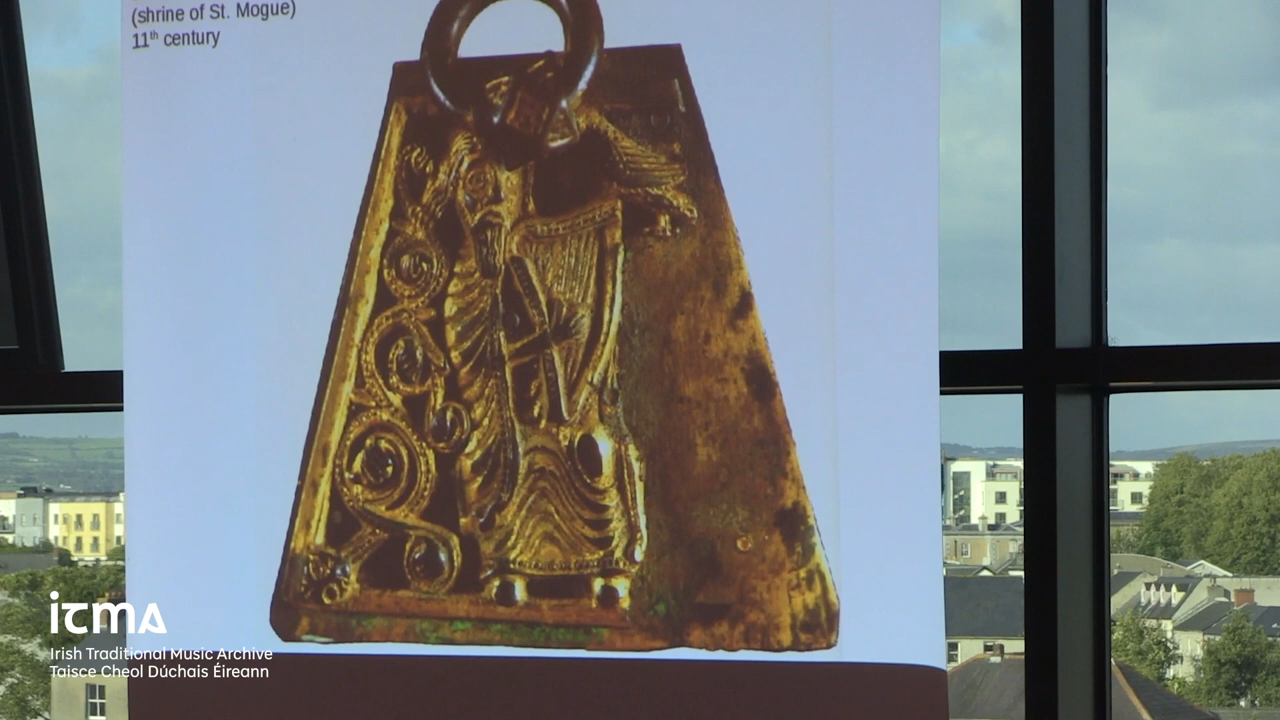 (shrine of St. Mogue)
11th century
ITMA
Irish Traditional Music Archive
Taisce Cheol Dúchais Éireann